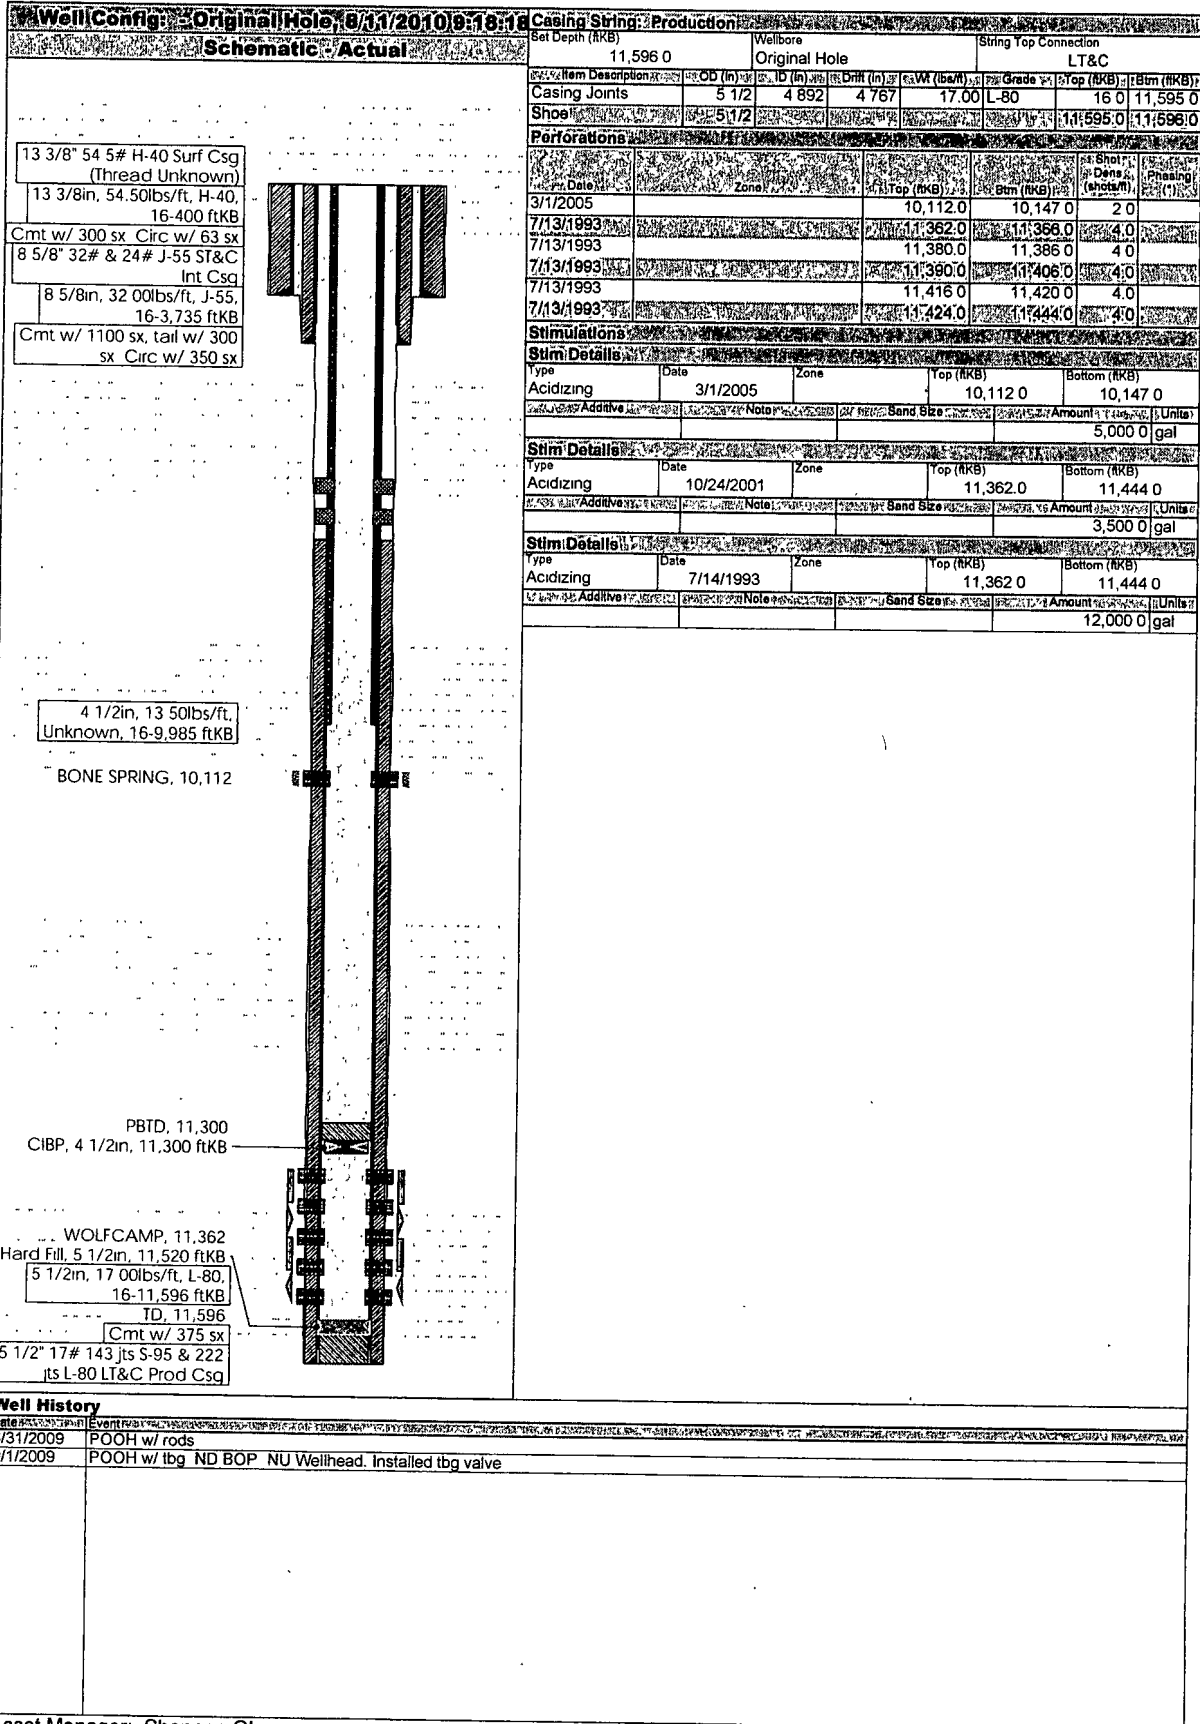 Well Config: - Original Hole, 8/11/2010 9:18:18
Schematic - Actual
13 3/8" 54 5# H-40 Surf Csg
(Thread Unknown)
13 3/8in, 54.50lbs/ft, H-40,
16-400 ftKB
Cmt w/ 300 sx Circ w/ 63 sx
8 5/8" 32# & 24# J-55 ST&C
Int Csg
8 5/8in, 32 00lbs/ft, J-55,
16-3,735 ftKB
Cmt w/ 1100 sx, tail w/ 300
sx Circ w/ 350 sx
4 1/2in, 13 50lbs/ft,
Unknown, 16-9,985 ftKB
BONE SPRING, 10,112
PBTD, 11,300
CIBP, 4 1/2in, 11,300 ftKB
WOLFCAMP, 11,362
Hard Fill, 5 1/2in, 11,520 ftKB
5 1/2in, 17 00lbs/ft, L-80,
16-11,596 ftKB
TD, 11,596
Cmt w/ 375 sx
5 1/2" 17# 143 jts S-95 & 222
jts L-80 LT&C Prod Csg
Casing String: Production
Set Depth (ftKB) Wellbore String Top Connection
11,596 0 Original Hole LT&C
Item Description OD (in) ID (in) Drift (in) Wt (lbs/ft) Grade Top (ftKB) Btm (ftKB)
Casing Joints 5 1/2 4 892 4 767 17.00 L-80 16 0 11,595 0
Shoe 5 1/2 11,595.0 11,596 0
Perforations
Date Zone Top (ftKB) Btm (ftKB) Shot Dens (shots/ft) Phasing (°)
3/1/2005 10,112.0 10,147 0 2 0
7/13/1993 11,362.0 11,366.0 4.0
7/13/1993 11,380.0 11,386 0 4 0
7/13/1993 11,390.0 11,406.0 4.0
7/13/1993 11,416 0 11,420 0 4.0
7/13/1993 11,424.0 11,444 0 4 0
Stimulations
Stim Details
Type Date Zone Top (ftKB) Bottom (ftKB)
Acidizing 3/1/2005 10,112 0 10,147 0
Additive Note Sand Size Amount Units
5,000 0 gal
Stim Details
Type Date Zone Top (ftKB) Bottom (ftKB)
Acidizing 10/24/2001 11,362.0 11,444 0
Additive Note Sand Size Amount Units
3,500 0 gal
Stim Details
Type Date Zone Top (ftKB) Bottom (ftKB)
Acidizing 7/14/1993 11,362 0 11,444 0
Additive Note Sand Size Amount Units
12,000 0 gal
Well History
Event
/31/2009 POOH w/ rods
/1/2009 POOH w/ tbg ND BOP NU Wellhead. Installed tbg valve